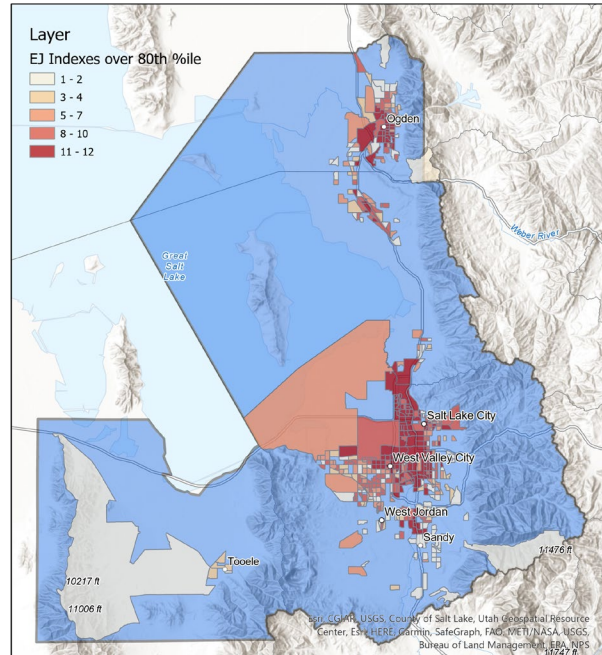 Layer
EJ Indexes over 80th %ile
1 - 2
3 - 4
5 - 7
8 - 10
11 - 12
Ogden
Weber River
Great
Salt
Lake
Salt Lake City
West Valley City
West Jordan
Sandy
11476 ft
Tooele
10217 ft
11006 ft
Esri, CGIAR, USGS, County of Salt Lake, Utah Geospatial Resource
Center, Esri, HERE, Garmin, SafeGraph, FAO, METI/NASA, USGS,
Bureau of Land Management, EPA, NPS
11747 ft